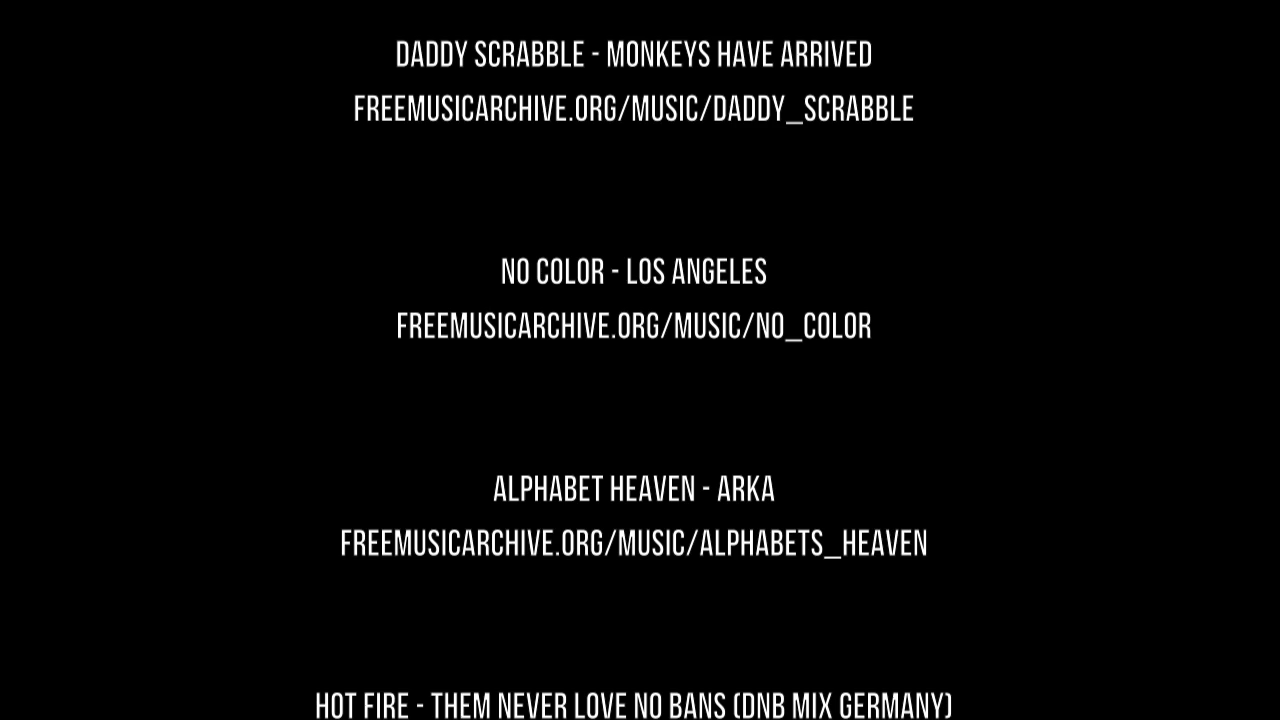 DADDY SCRABBLE - MONKEYS HAVE ARRIVED
FREEMUSICARCHIVE.ORG/MUSIC/DADDY_SCRABBLE
NO COLOR - LOS ANGELES
FREEMUSICARCHIVE.ORG/MUSIC/NO_COLOR
ALPHABET HEAVEN - ARKA
FREEMUSICARCHIVE.ORG/MUSIC/ALPHABETS_HEAVEN
HOT FIRE - THEM NEVER LOVE NO BANS (DNB MIX GERMANY)